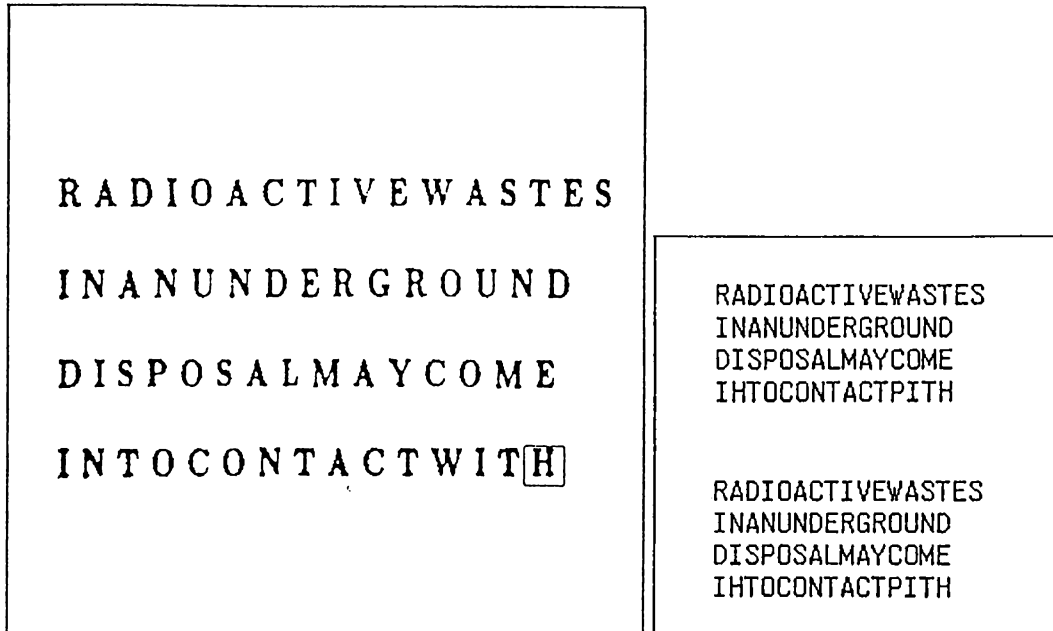 RADIOACTIVEWASTES
INANUNDERGROUND
DISPOSALMAYCOME
INTOCONTACTWITH
RADIOACTIVEWASTES
INANUNDERGROUND
DISPOSALMAYCOME
IHTOCONTACTPITH
RADIOACTIVEWASTES
INANUNDERGROUND
DISPOSALMAYCOME
IHTOCONTACTPITH